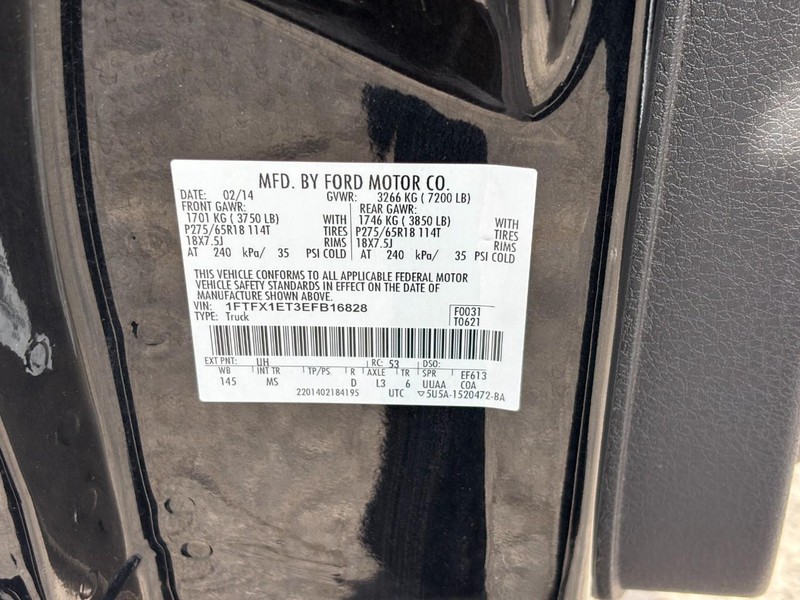 MFD. BY FORD MOTOR CO.
DATE: 02/14 GVWR: 3266 KG ( 7200 LB)
FRONT GAWR: REAR GAWR:
1701 KG ( 3750 LB) WITH 1746 KG ( 3850 LB) WITH
P275/65R18 114T TIRES P275/65R18 114T TIRES
18X7.5J RIMS 18X7.5J RIMS
AT 240 kPa/ 35 PSI COLD AT 240 kPa/ 35 PSI COLD
THIS VEHICLE CONFORMS TO ALL APPLICABLE FEDERAL MOTOR
VEHICLE SAFETY STANDARDS IN EFFECT ON THE DATE OF
MANUFACTURE SHOWN ABOVE.
VIN: 1FTFX1ET3EFB16828 F0031
TYPE: Truck T0621
EXT PNT: UH RC: 53 DSO:
WB INT TR TP/PS R AXLE TR SPR EF613
145 MS D L3 6 UUAA COA
2201402184195 UTC ▽5U5A-1520472-BA